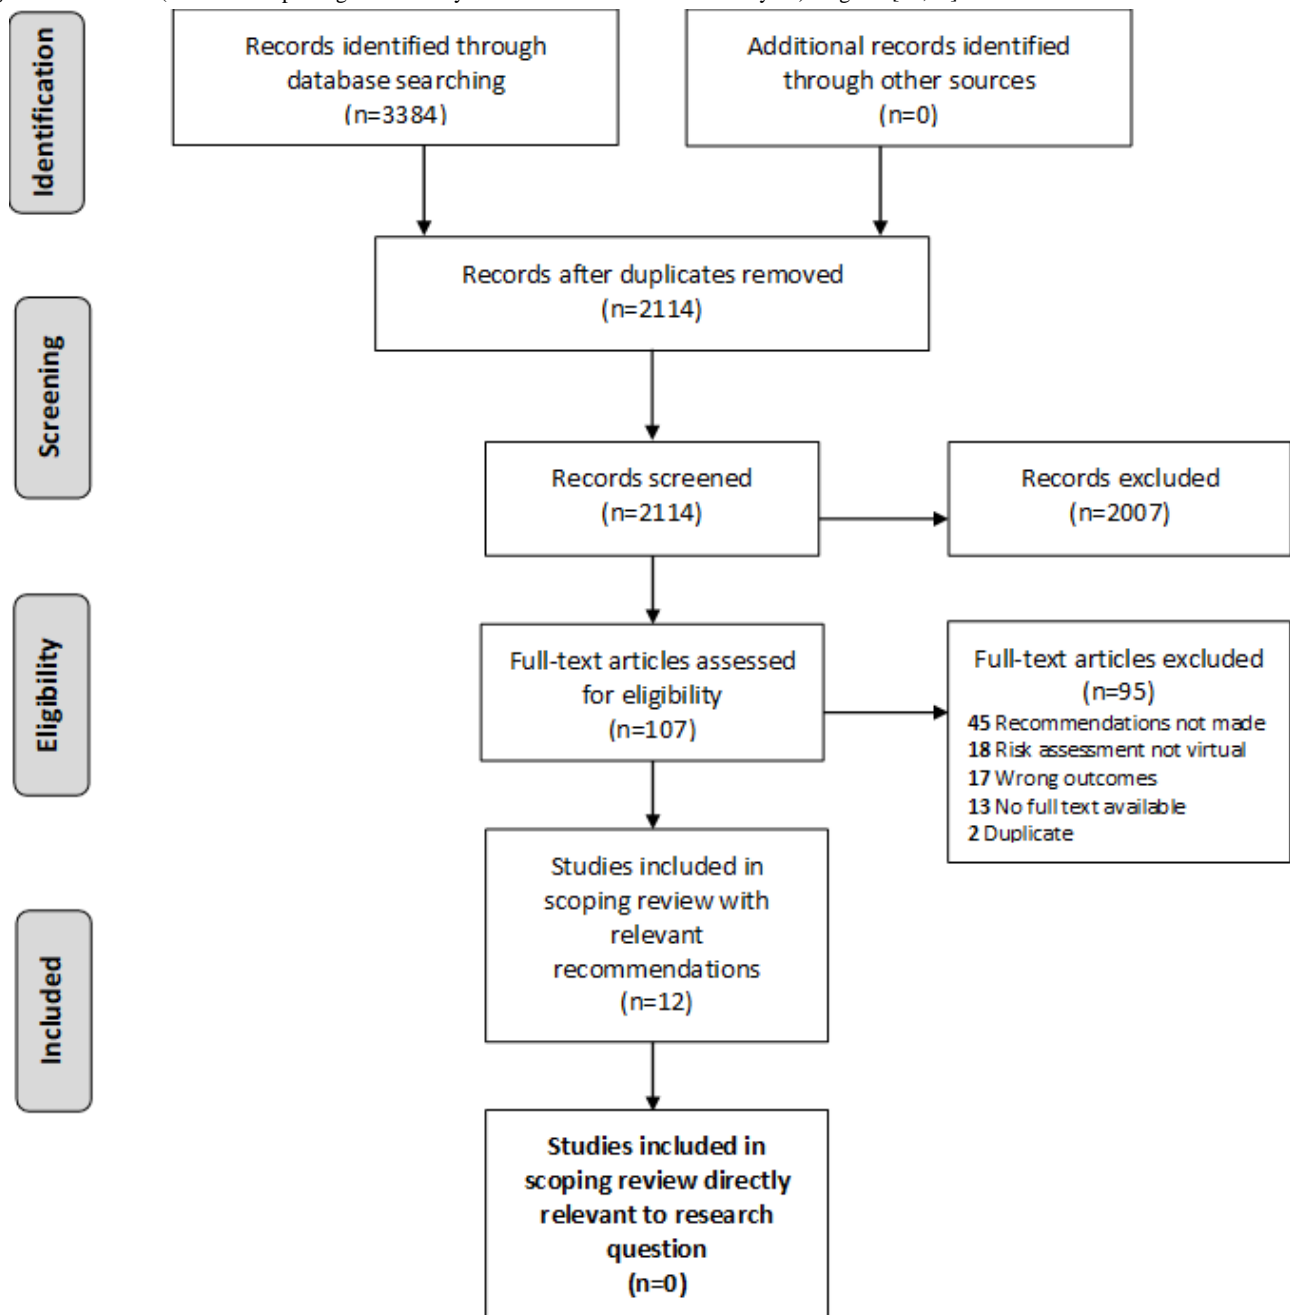 Identification
Records identified through
database searching
(n=3384)
Additional records identified
through other sources
(n=0)
Records after duplicates removed
(n=2114)
Screening
Records screened
(n=2114)
Records excluded
(n=2007)
Eligibility
Full-text articles assessed
for eligibility
(n=107)
Full-text articles excluded
(n=95)
45 Recommendations not made
18 Risk assessment not virtual
17 Wrong outcomes
13 No full text available
2 Duplicate
Included
Studies included in
scoping review with
relevant
recommendations
(n=12)
Studies included in
scoping review directly
relevant to research
question
(n=0)